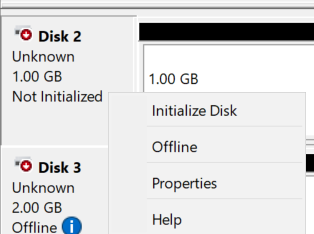 Disk 2
Unknown
1.00 GB
Not Initialized
1.00 GB
Initialize Disk
Offline
Properties
Help
Disk 3
Unknown
2.00 GB
Offline